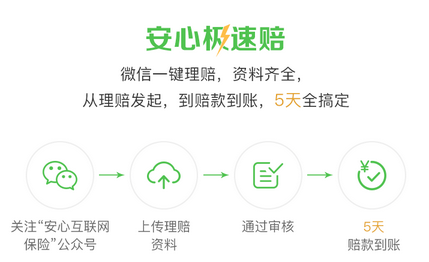 安心极速赔
微信一键理赔，资料齐全，
从理赔发起，到赔款到账，5天全搞定
关注“安心互联网
保险”公众号
上传理赔
资料
通过审核
5天
赔款到账